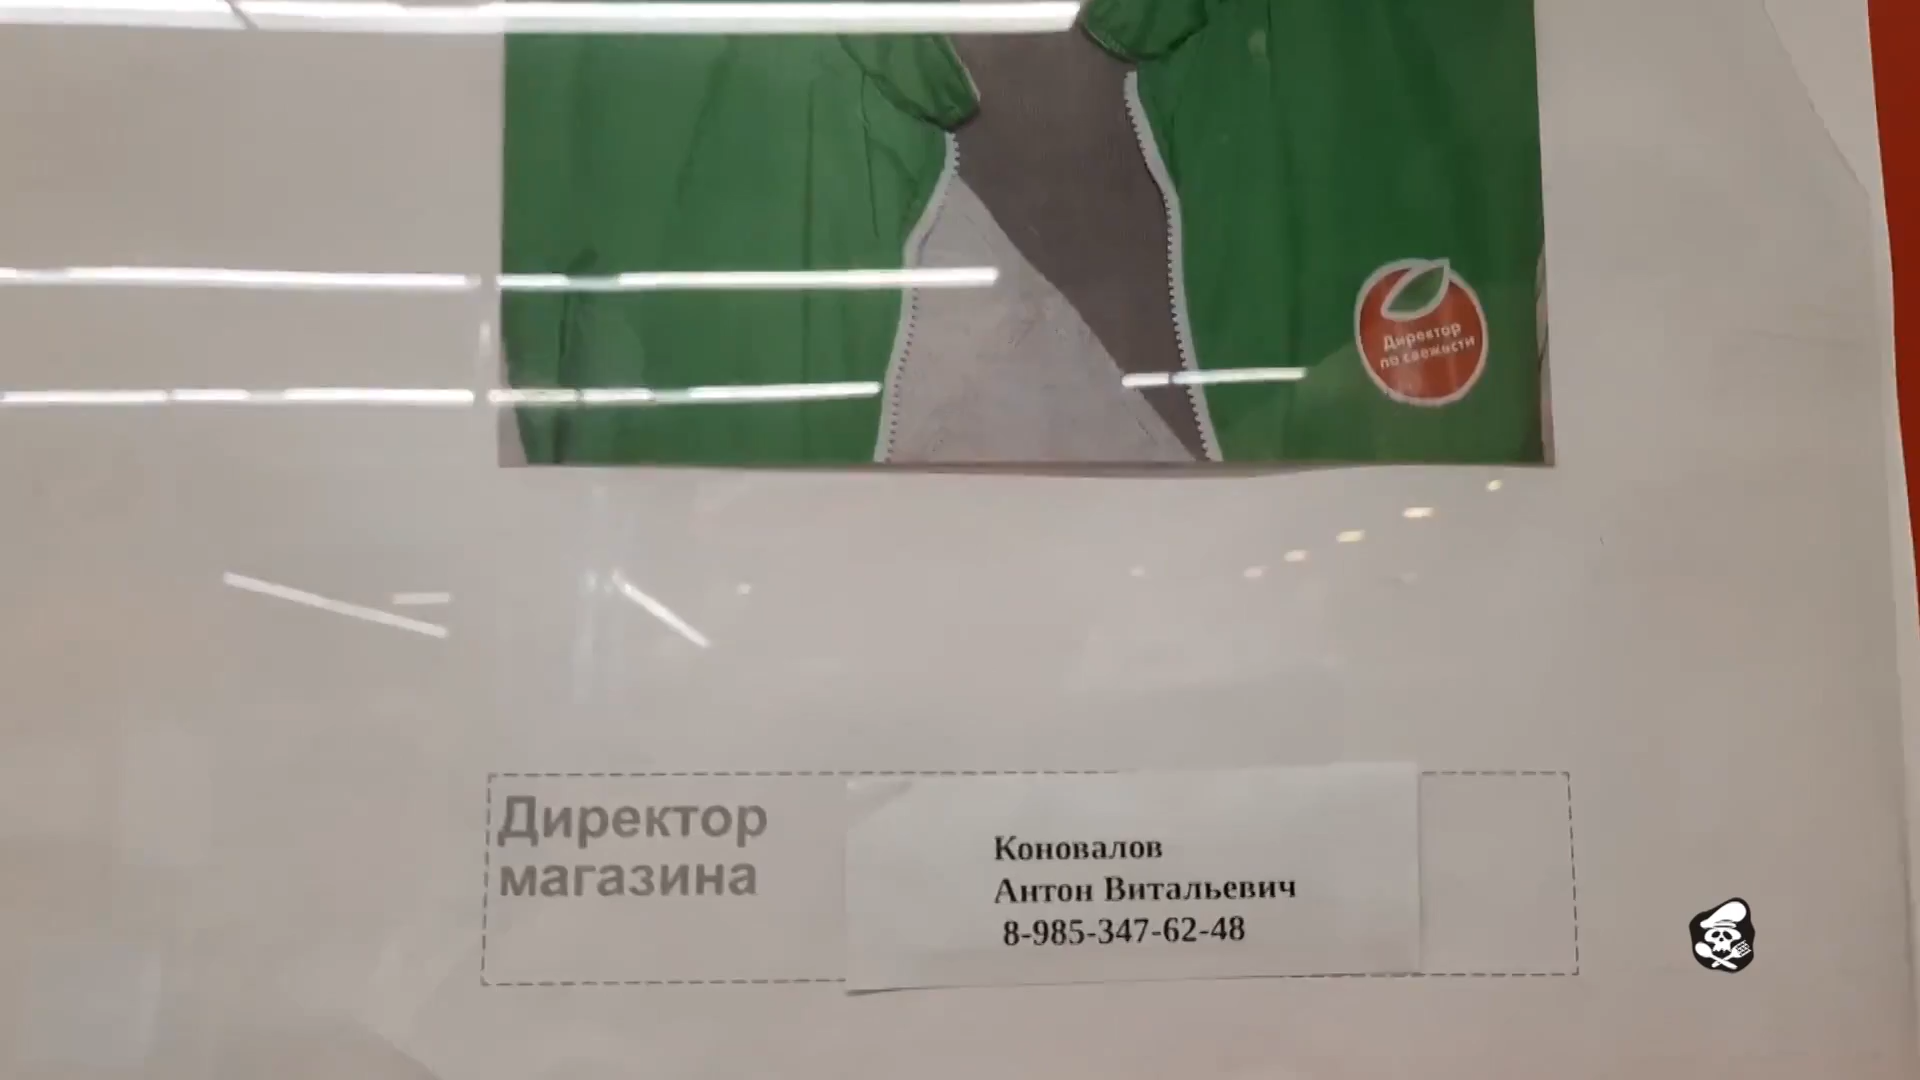 Директор
по свежести
Директор
магазина
Коновалов
Антон Витальевич
8-985-347-62-48